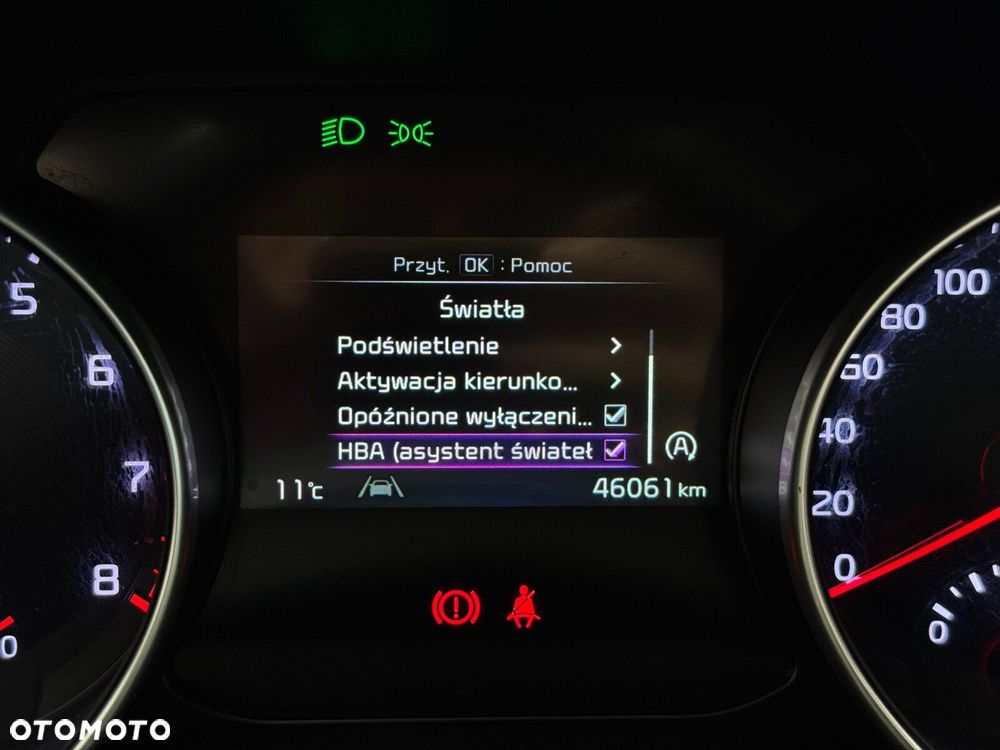 Przyt. OK : Pomoc
Światła
Podświetlenie
Aktywacja kierunko...
Opóźnione wyłączeni...
HBA (asystent świateł
A
11°C
46061 km
5
6
7
8
0
100
80
60
40
20
0
0
OTOMOTO